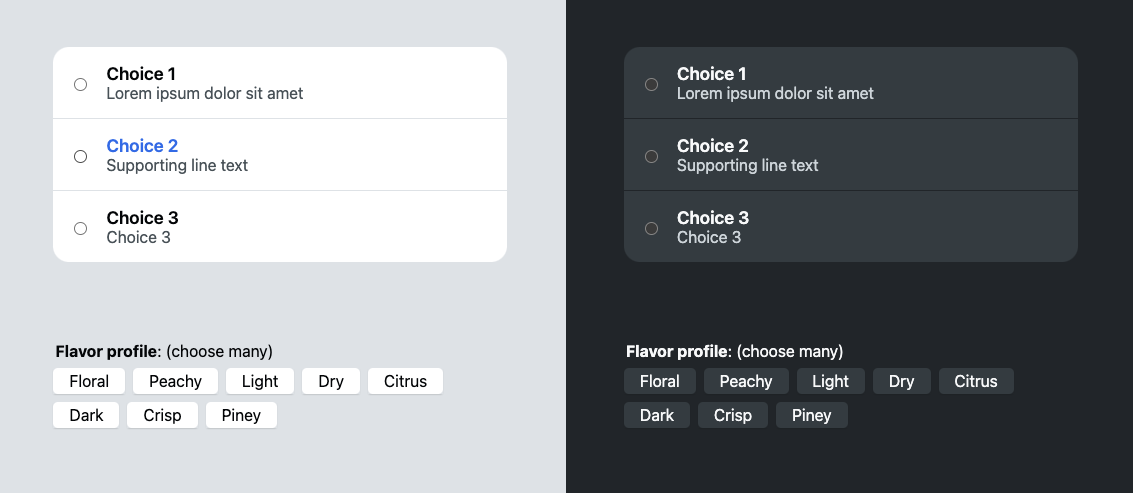 Choice 1
Lorem ipsum dolor sit amet
Choice 2
Supporting line text
Choice 3
Choice 3
Flavor profile: (choose many)
Floral Peachy Light Dry Citrus
Dark Crisp Piney
Choice 1
Lorem ipsum dolor sit amet
Choice 2
Supporting line text
Choice 3
Choice 3
Flavor profile: (choose many)
Floral Peachy Light Dry Citrus
Dark Crisp Piney